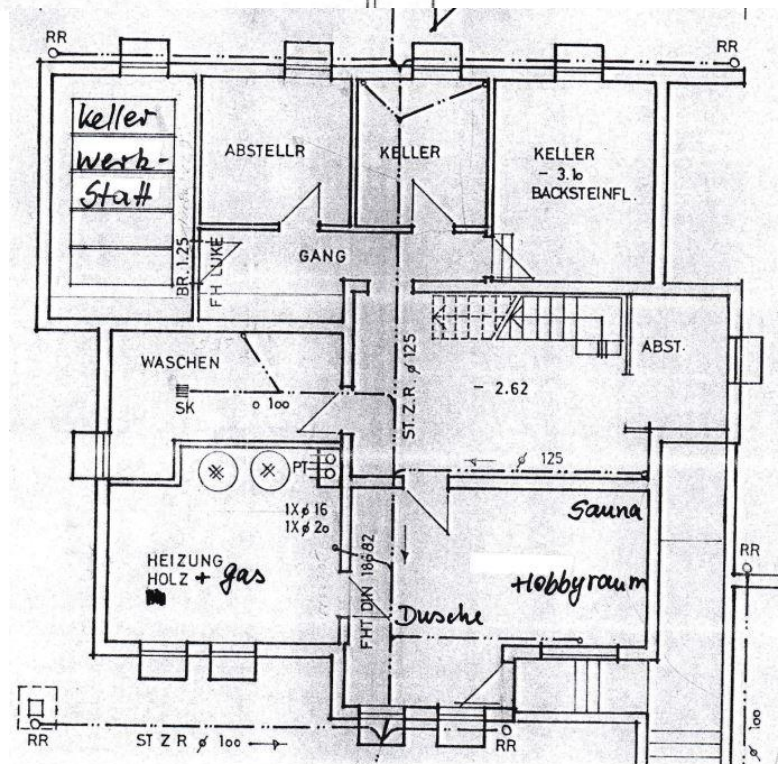 RR
RR
Keller
werk-
Statt
ABSTELLR
KELLER
KELLER
- 3.10
BACKSTEINFL.
GANG
BR. 1.25
FH LUKE
WASCHEN
SK
ø 100
ST. Z. R. ø 125
- 2.62
ABST.
ø 125
PT
1X ø 16
1X ø 20
Sauna
HEIZUNG
HOLZ + gas
FHT DIN 18682
Hobbyraum
Dusche
RR
RR
ST Z R ø 100
RR
ø 100